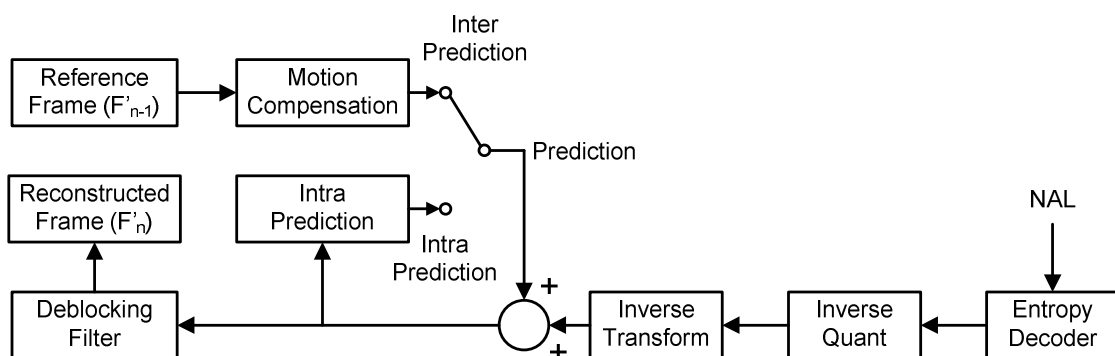 Inter
Prediction
Reference
Frame (F'n-1)
Motion
Compensation
Prediction
Reconstructed
Frame (F'n)
Intra
Prediction
Intra
Prediction
NAL
+
Deblocking
Filter
+
Inverse
Transform
Inverse
Quant
Entropy
Decoder